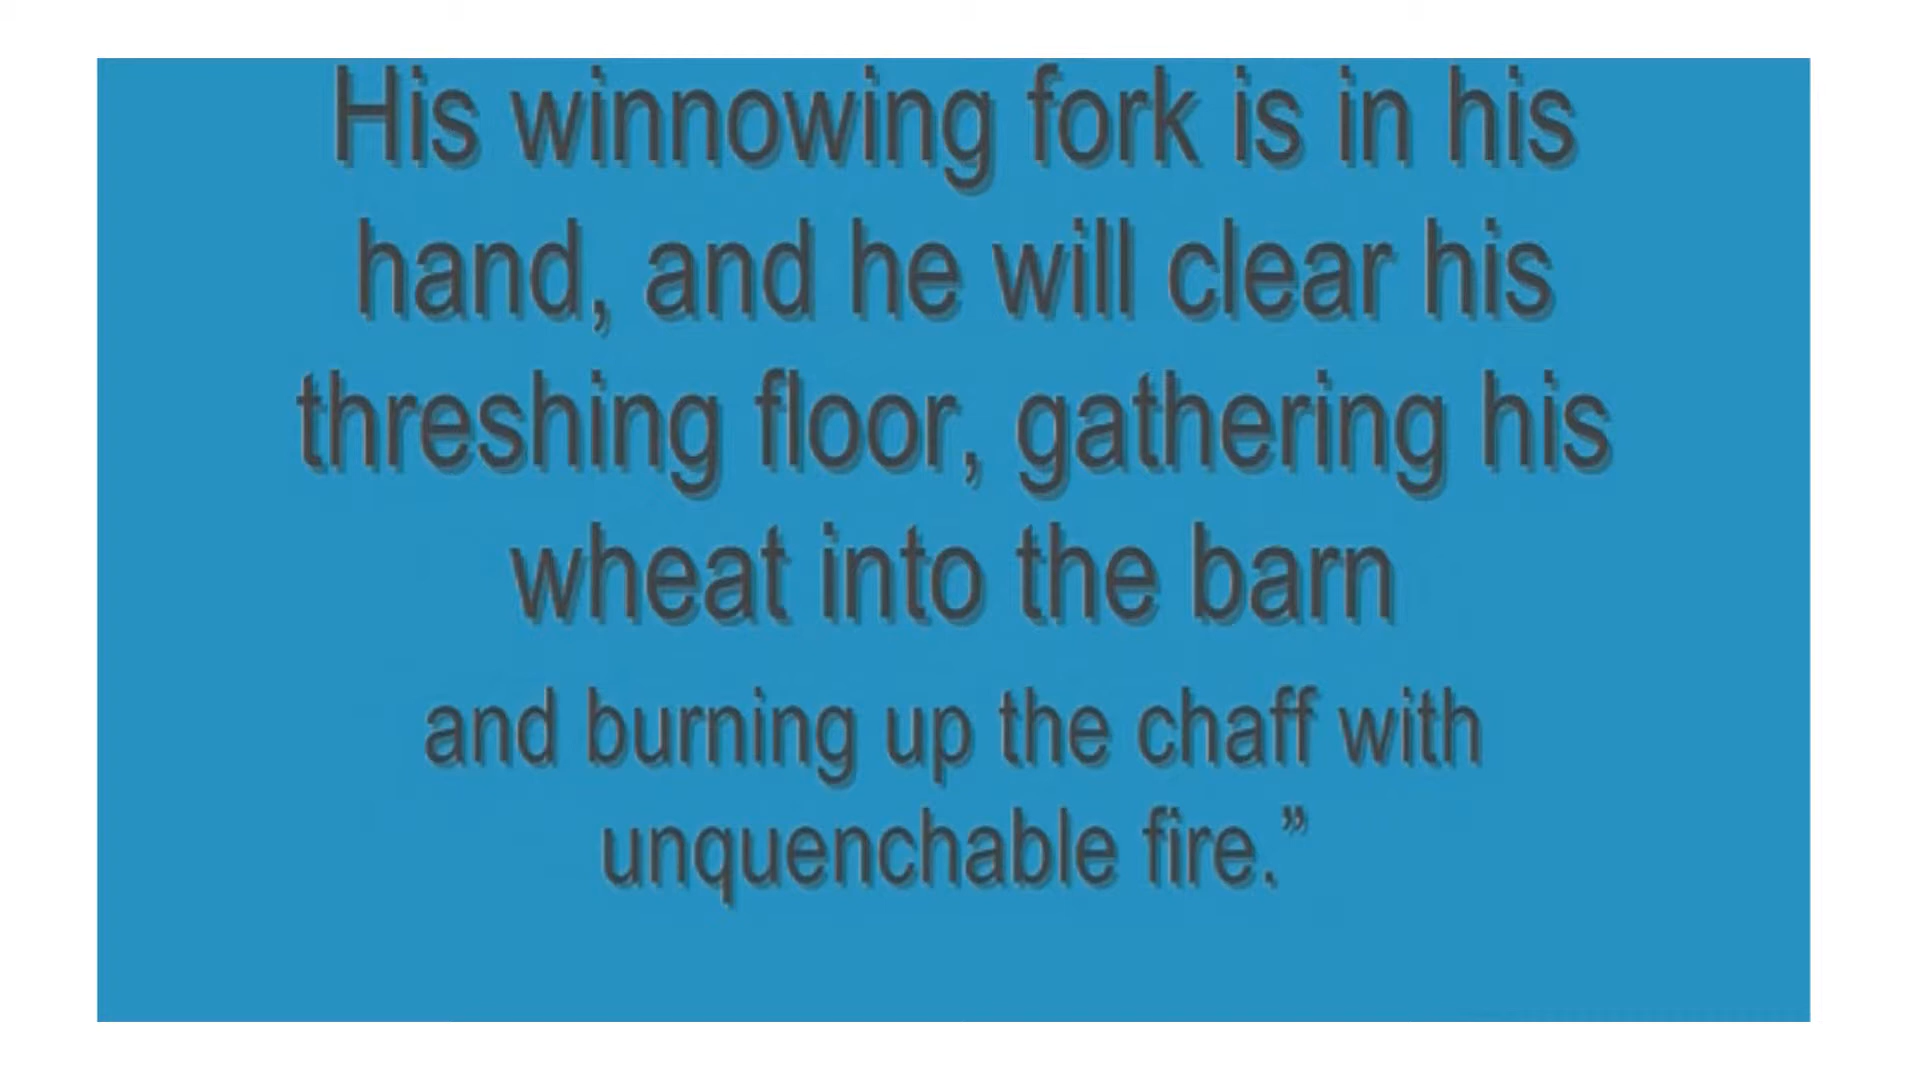 His winnowing fork is in his
hand, and he will clear his
threshing floor, gathering his
wheat into the barn
and burning up the chaff with
unquenchable fire.”